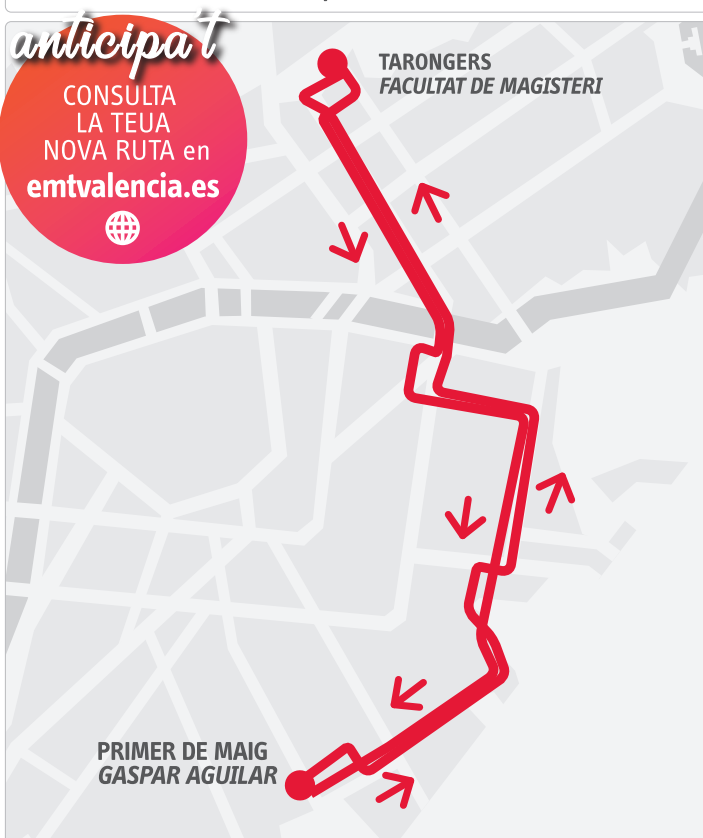 anticipa't
CONSULTA
LA TEUA
NOVA RUTA en
emtvalencia.es
TARONGERS
FACULTAT DE MAGISTERI
PRIMER DE MAIG
GASPAR AGUILAR